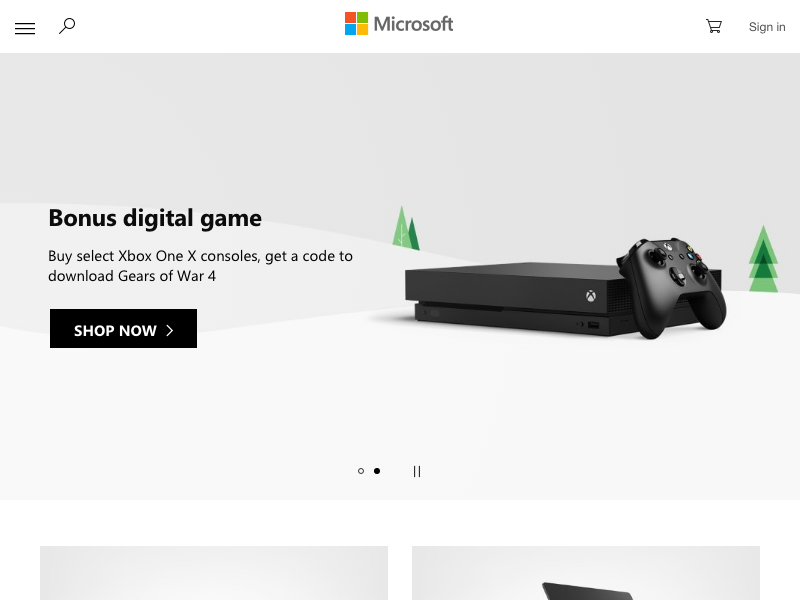 Microsoft
Sign in
Bonus digital game
Buy select Xbox One X consoles, get a code to
download Gears of War 4
SHOP NOW